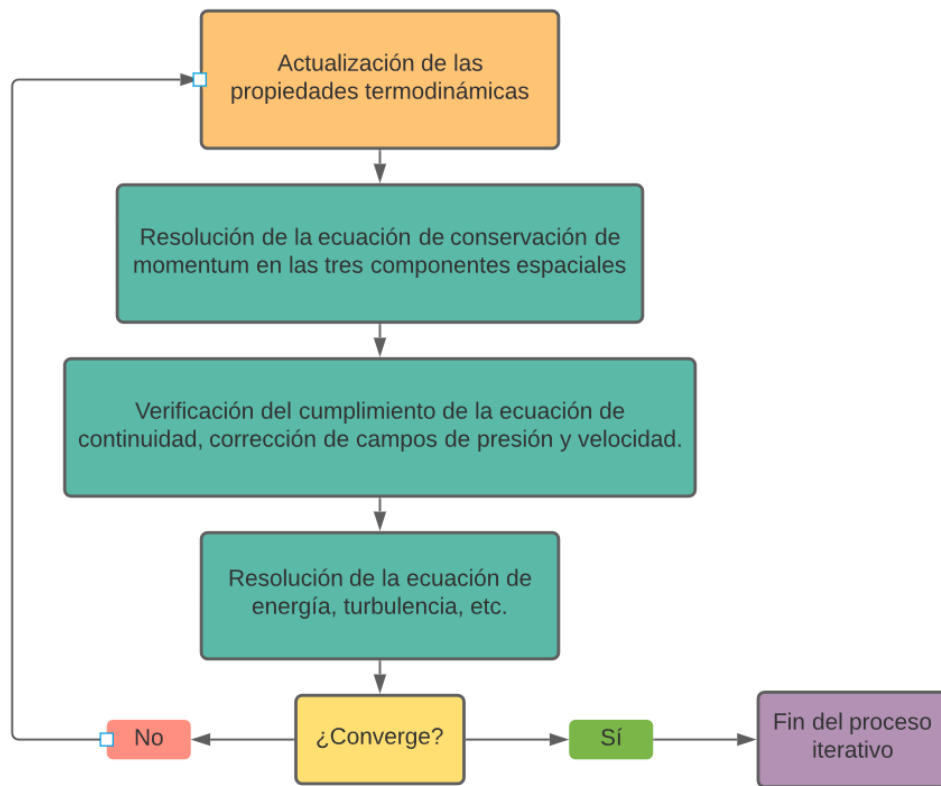 Actualización de las
propiedades termodinámicas
Resolución de la ecuación de conservación de
momentum en las tres componentes espaciales
Verificación del cumplimiento de la ecuación de
continuidad, corrección de campos de presión y velocidad.
Resolución de la ecuación de
energía, turbulencia, etc.
No
¿Converge?
Sí
Fin del proceso
iterativo